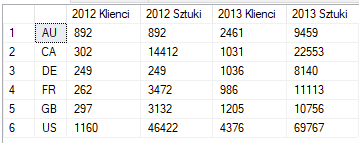 2012 Klienci 2012 Sztuki 2013 Klienci 2013 Sztuki
1 AU 892 892 2461 9459
2 CA 302 14412 1031 22553
3 DE 249 249 1036 8140
4 FR 262 3472 986 11113
5 GB 297 3132 1205 10756
6 US 1160 46422 4376 69767